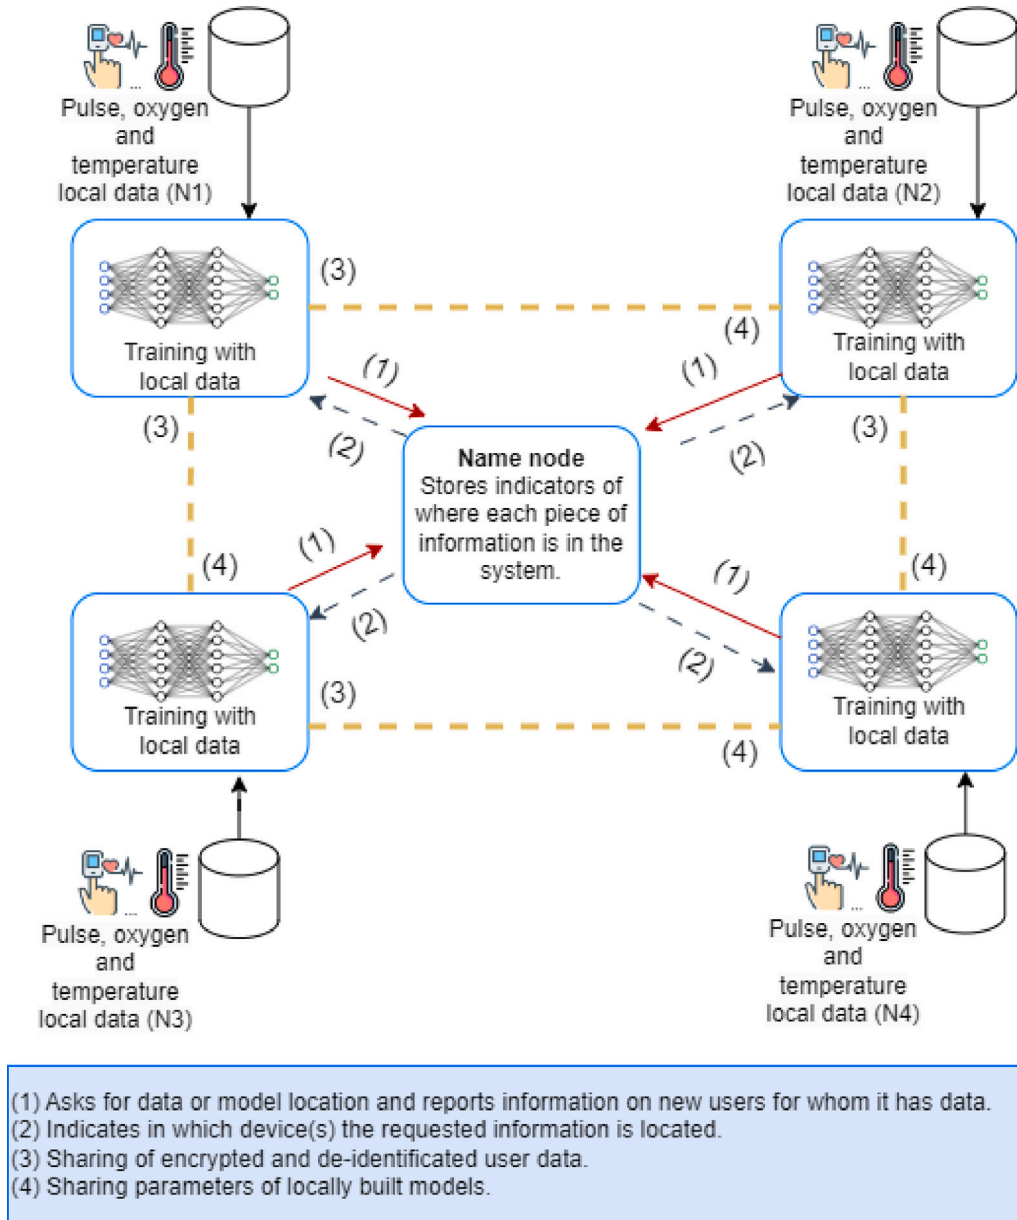 ...
Pulse, oxygen
and
temperature
local data (N1)
...
Pulse, oxygen
and
temperature
local data (N2)
Training with
local data
(3)
(4)
Training with
local data
(1)
(1)
(3)
(2)
(2)
(3)
Name node
Stores indicators of
where each piece of
information is in the
system.
(1)
(4)
(2)
(1)
(2)
(4)
Training with
local data
(3)
(4)
Training with
local data
...
Pulse, oxygen
and
temperature
local data (N3)
...
Pulse, oxygen
and
temperature
local data (N4)
(1) Asks for data or model location and reports information on new users for whom it has data.
(2) Indicates in which device(s) the requested information is located.
(3) Sharing of encrypted and de-identificated user data.
(4) Sharing parameters of locally built models.